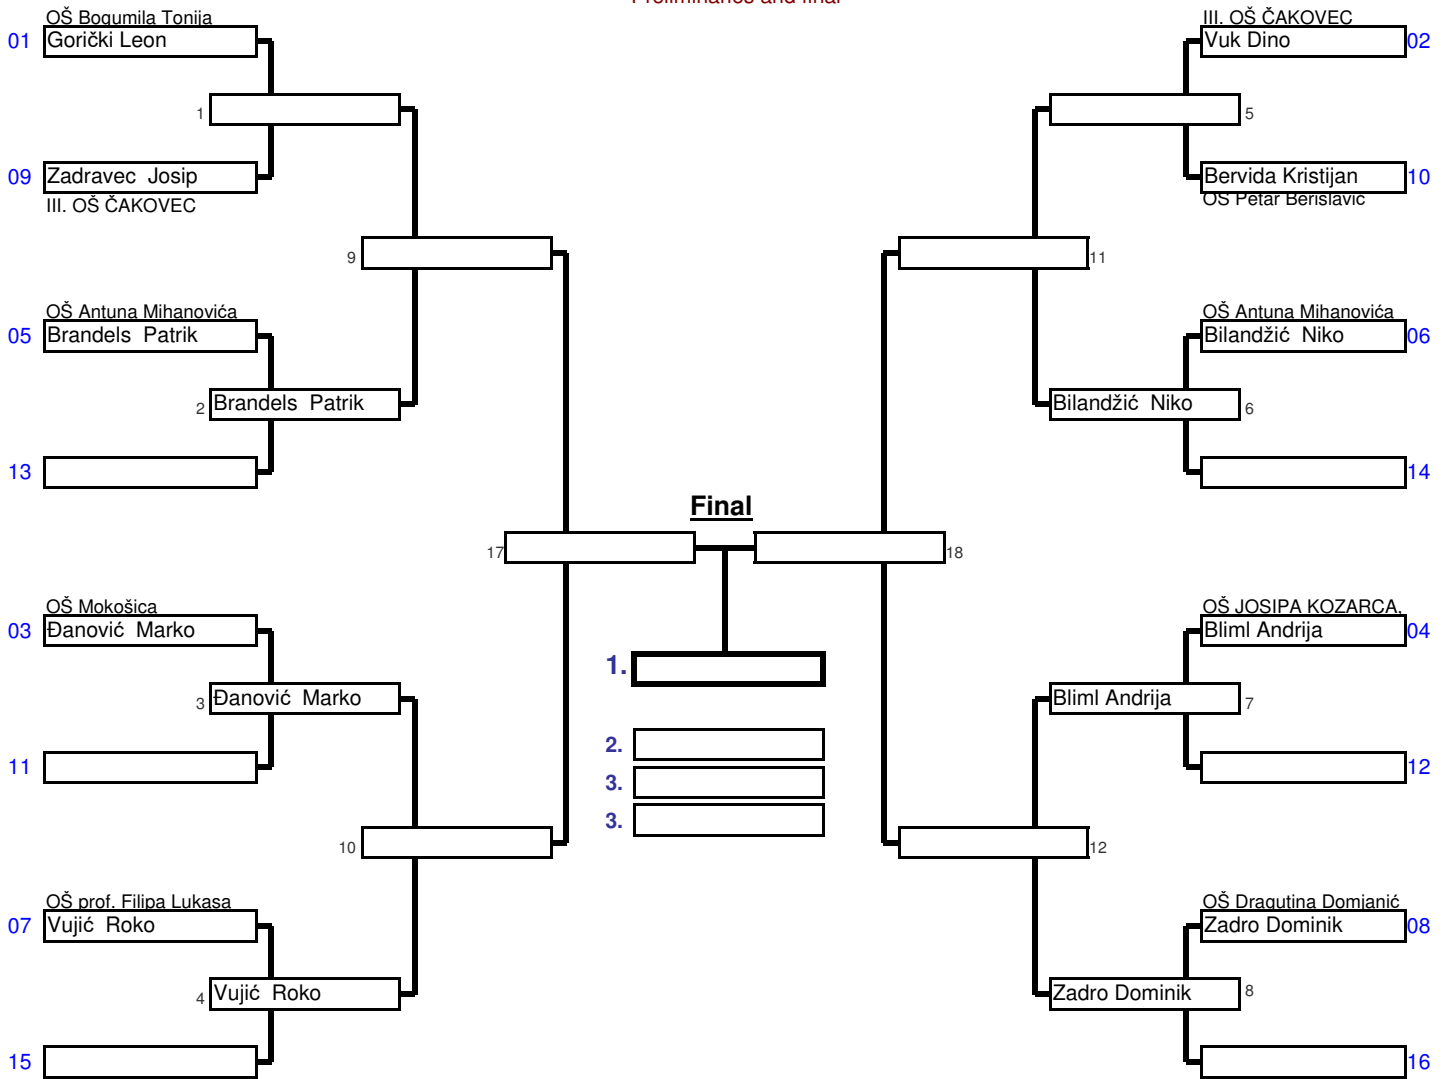 Preliminaries and final
OŠ Bogumila Tonija
01 Gorički Leon
1
09 Zadravec Josip
III. OŠ ČAKOVEC
9
OŠ Antuna Mihanovića
05 Brandels Patrik
2 Brandels Patrik
13
17
OŠ Mokošica
03 Đanović Marko
3 Đanović Marko
11
10
OŠ prof. Filipa Lukasa
07 Vujić Roko
4 Vujić Roko
15
Final
1.
2.
3.
3.
III. OŠ ČAKOVEC
Vuk Dino 02
5
Bervida Kristijan 10
OŠ Petar Berislavić
11
OŠ Antuna Mihanovića
Bilandžić Niko 06
Bilandžić Niko 6
14
18
OŠ JOSIPA KOZARCA,
Bliml Andrija 04
Bliml Andrija 7
12
12
OŠ Dragutina Domjanić
Zadro Dominik 08
Zadro Dominik 8
16